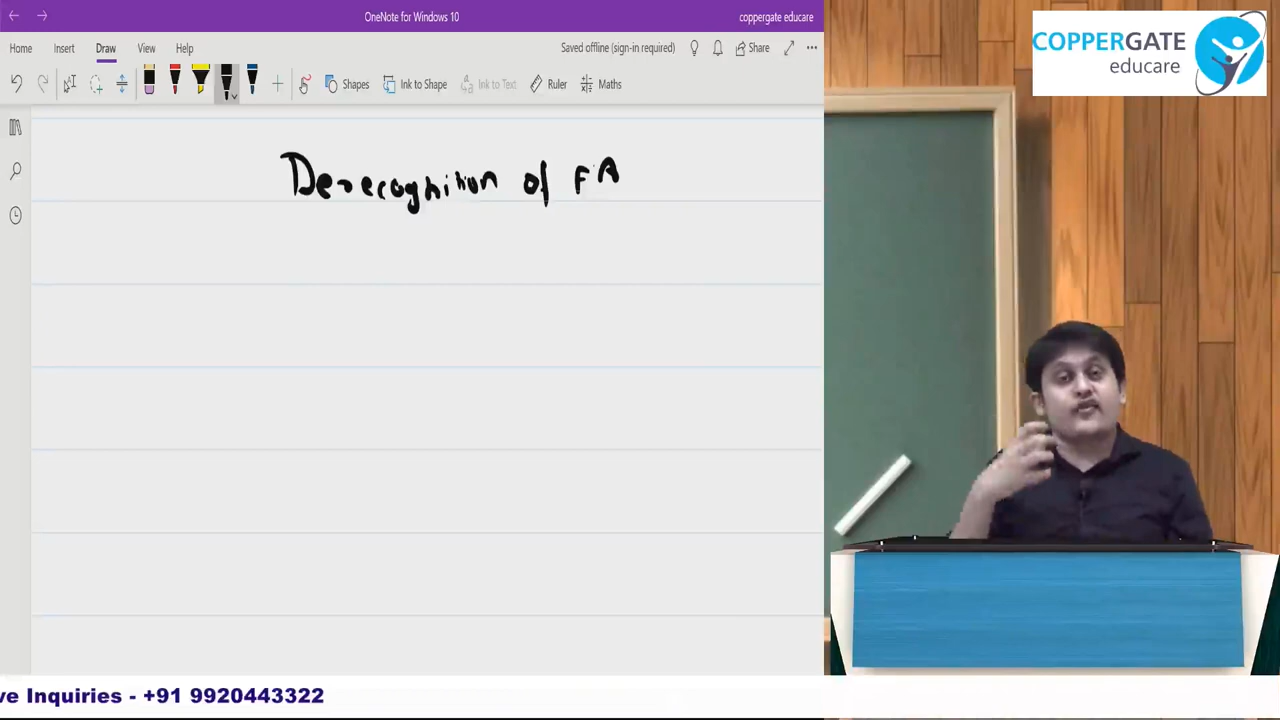 OneNote for Windows 10
coppergate educare
Home Insert Draw View Help
Saved offline (sign-in required) Share
Shapes Ink to Shape Ink to Text Ruler Maths
COPPERGATE
educare
Derecognition of FA
ve Inquiries - +91 9920443322